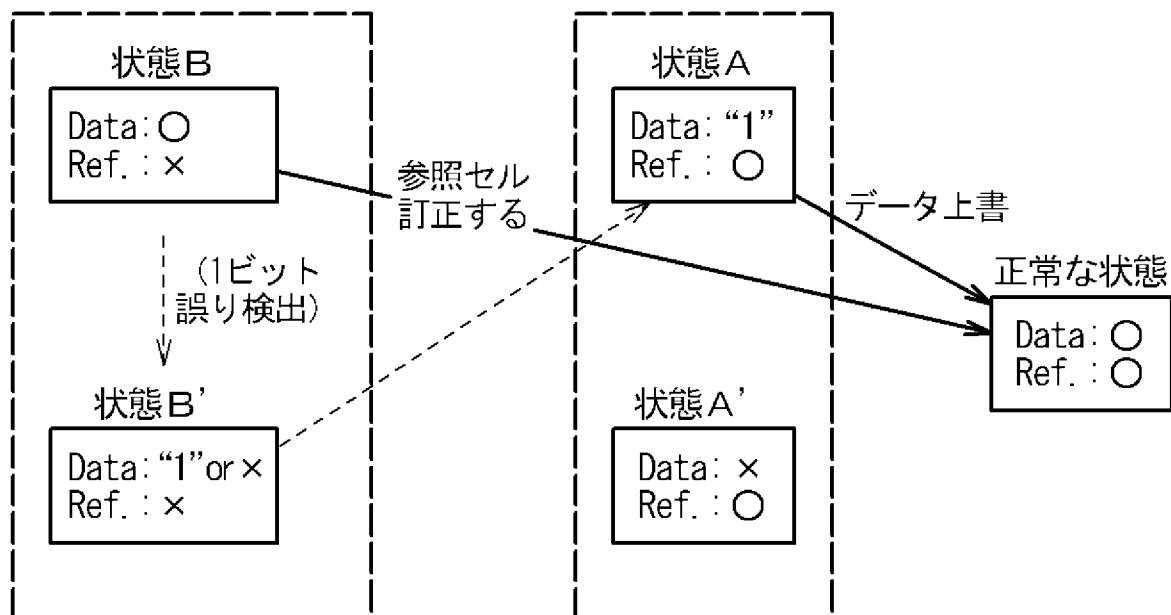 状態B
Data:○
Ref.:×
(1ビット
誤り検出)
状態B'
Data:“1”or×
Ref.:×
参照セル
訂正する
状態A
Data:“1”
Ref.:○
データ上書
状態A'
Data:×
Ref.:○
正常な状態
Data:○
Ref.:○